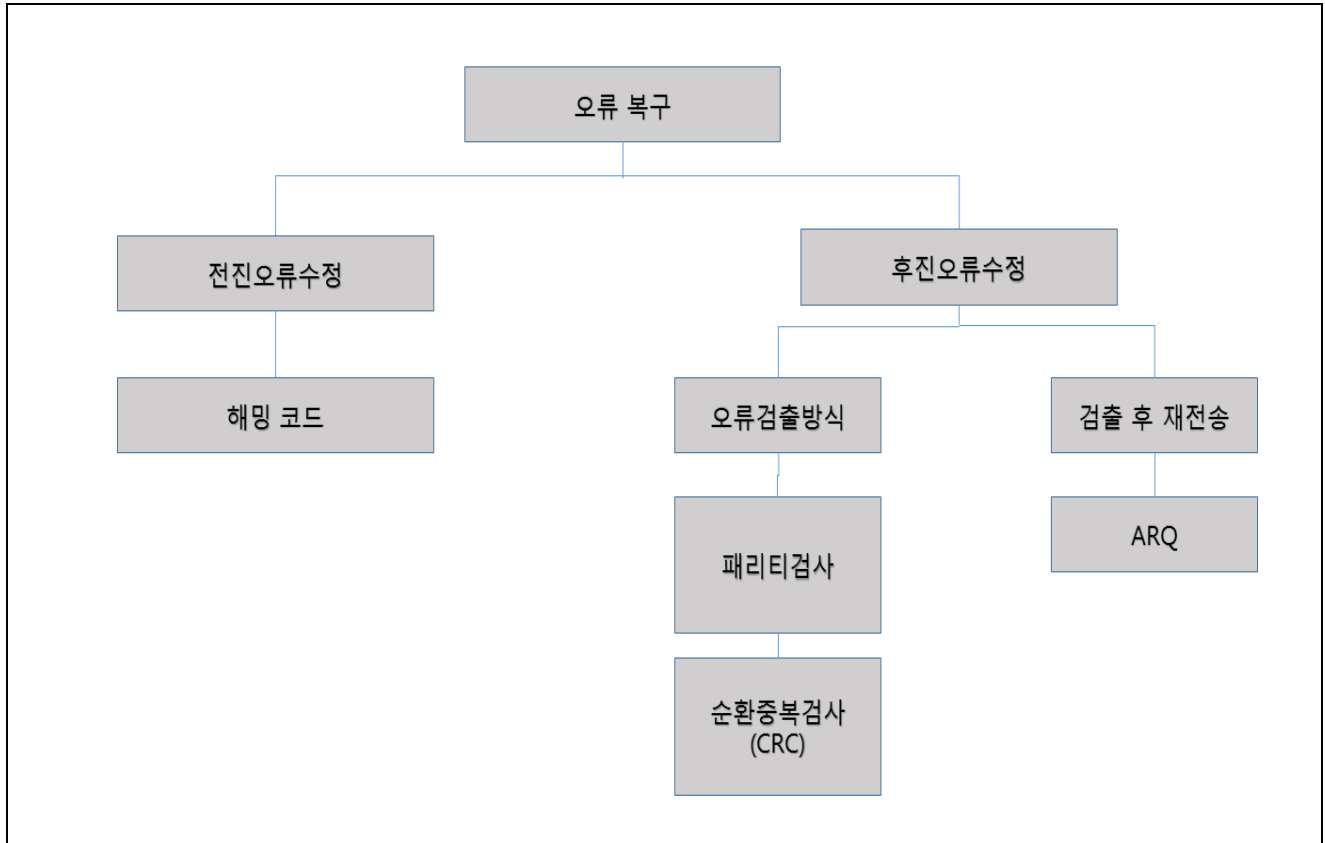 오류 복구
전진오류수정
후진오류수정
해밍 코드
오류검출방식
검출 후 재전송
패리티검사
ARQ
순환중복검사
(CRC)